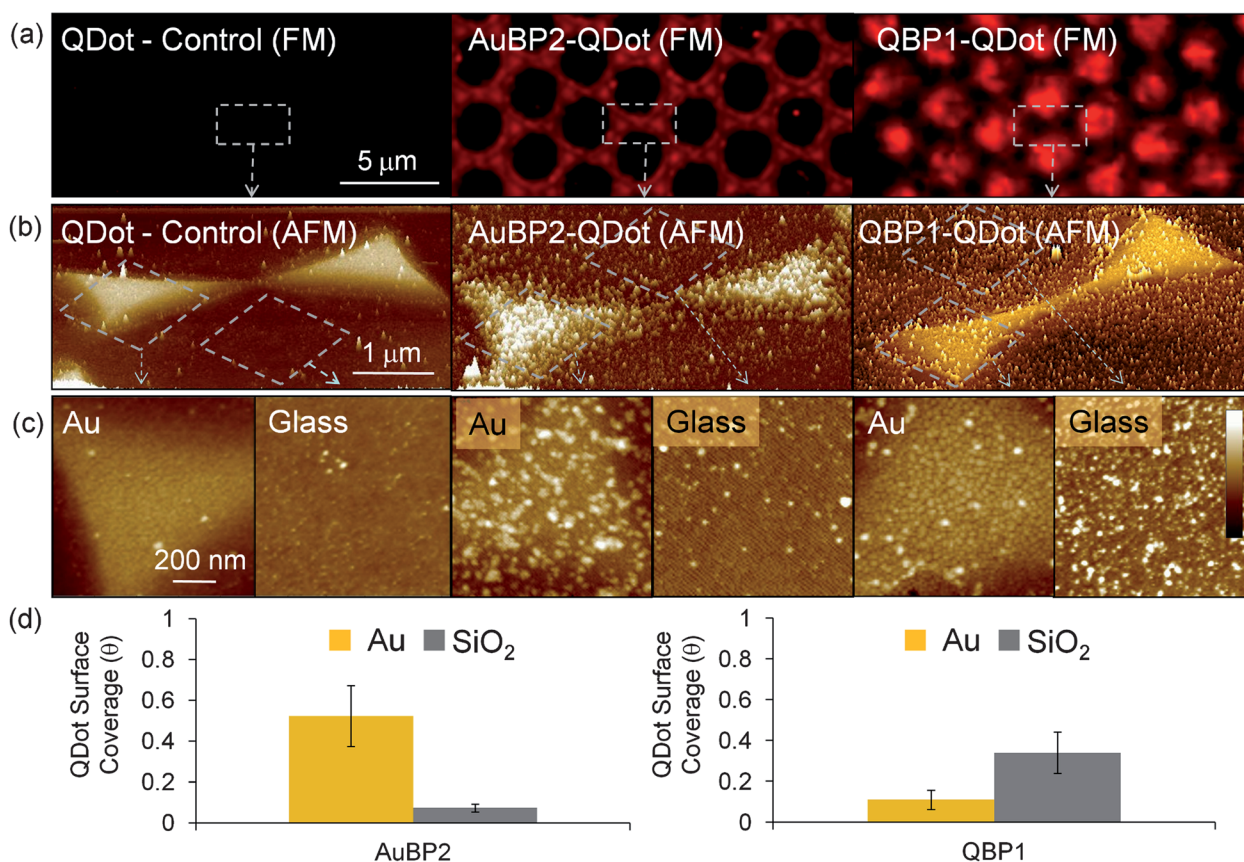 (a)
QDot - Control (FM)
AuBP2-QDot (FM)
QBP1-QDot (FM)
5 μm
(b)
QDot - Control (AFM)
AuBP2-QDot (AFM)
QBP1-QDot (AFM)
1 μm
(c)
Au
Glass
Au
Glass
Au
Glass
200 nm
(d)
QDot Surface
Coverage (θ)
1
0.8
0.6
0.4
0.2
0
Au
SiO₂
AuBP2
QDot Surface
Coverage (θ)
1
0.8
0.6
0.4
0.2
0
Au
SiO₂
QBP1